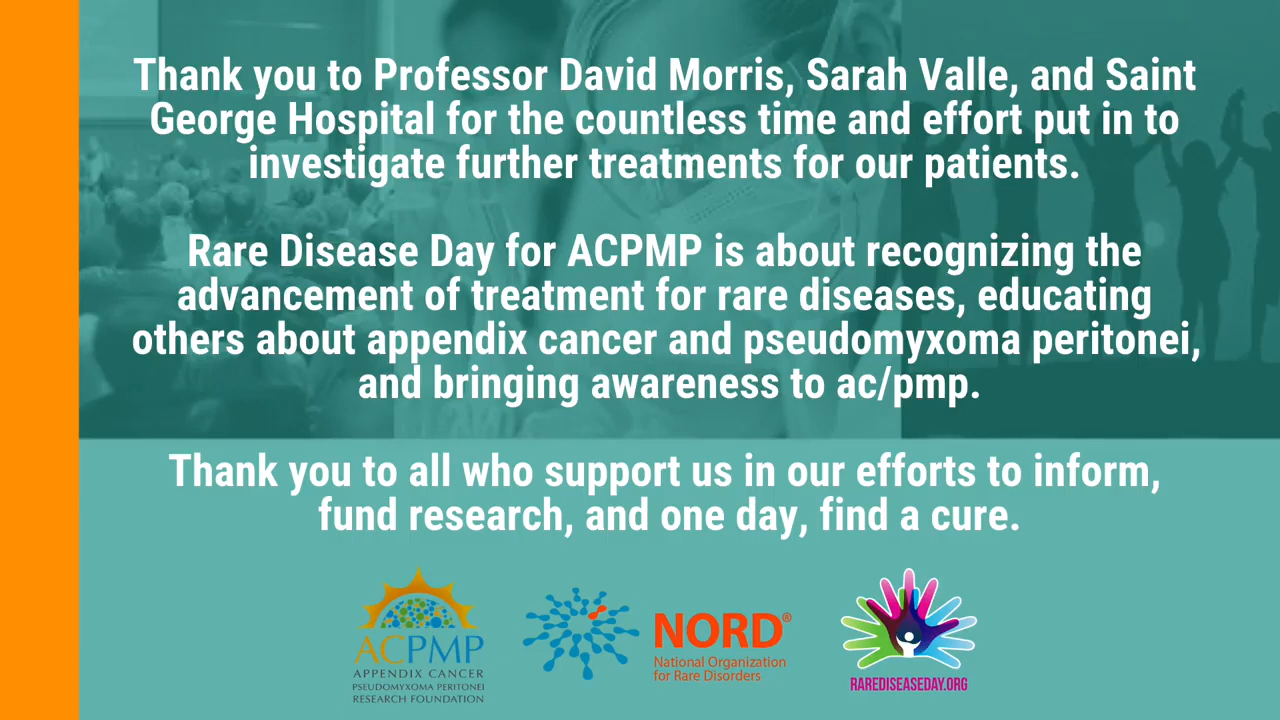 Thank you to Professor David Morris, Sarah Valle, and Saint
George Hospital for the countless time and effort put in to
investigate further treatments for our patients.
Rare Disease Day for ACPMP is about recognizing the
advancement of treatment for rare diseases, educating
others about appendix cancer and pseudomyxoma peritonei,
and bringing awareness to ac/pmp.
Thank you to all who support us in our efforts to inform,
fund research, and one day, find a cure.
ACPMP
APPENDIX CANCER
PSEUDOMYXOMA PERITONEI
RESEARCH FOUNDATION
NORD®
National Organization
for Rare Disorders
RAREDISEASEDAY.ORG